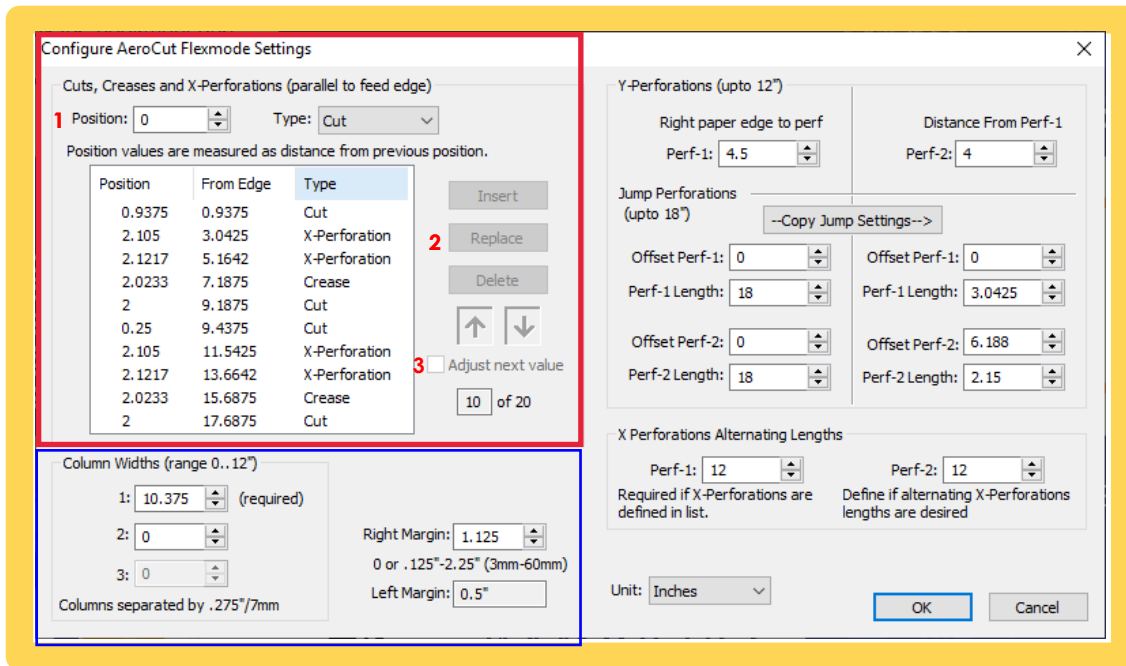 Configure AeroCut Flexmode Settings
Cuts, Creases and X-Perforations (parallel to feed edge)
1 Position: 0 Type: Cut
Position values are measured as distance from previous position.
Position From Edge Type
0.9375 0.9375 Cut
2.105 3.0425 X-Perforation
2.1217 5.1642 X-Perforation
2.0233 7.1875 Crease
2 9.1875 Cut
0.25 9.4375 Cut
2.105 11.5425 X-Perforation
2.1217 13.6642 X-Perforation
2.0233 15.6875 Crease
2 17.6875 Cut
Insert
2 Replace
Delete
3 Adjust next value
10 of 20
Column Widths (range 0..12")
1: 10.375 (required)
2: 0
3: 0
Columns separated by .275"/7mm
Right Margin: 1.125
0 or .125"-2.25" (3mm-60mm)
Left Margin: 0.5"
Y-Perforations (upto 12")
Right paper edge to perf
Perf-1: 4.5
Distance From Perf-1
Perf-2: 4
Jump Perforations
(upto 18")
--Copy Jump Settings-->
Offset Perf-1: 0
Perf-1 Length: 18
Offset Perf-2: 0
Perf-2 Length: 18
Offset Perf-1: 0
Perf-1 Length: 3.0425
Offset Perf-2: 6.188
Perf-2 Length: 2.15
X Perforations Alternating Lengths
Perf-1: 12
Required if X-Perforations are
defined in list.
Perf-2: 12
Define if alternating X-Perforations
lengths are desired
Unit: Inches
OK
Cancel